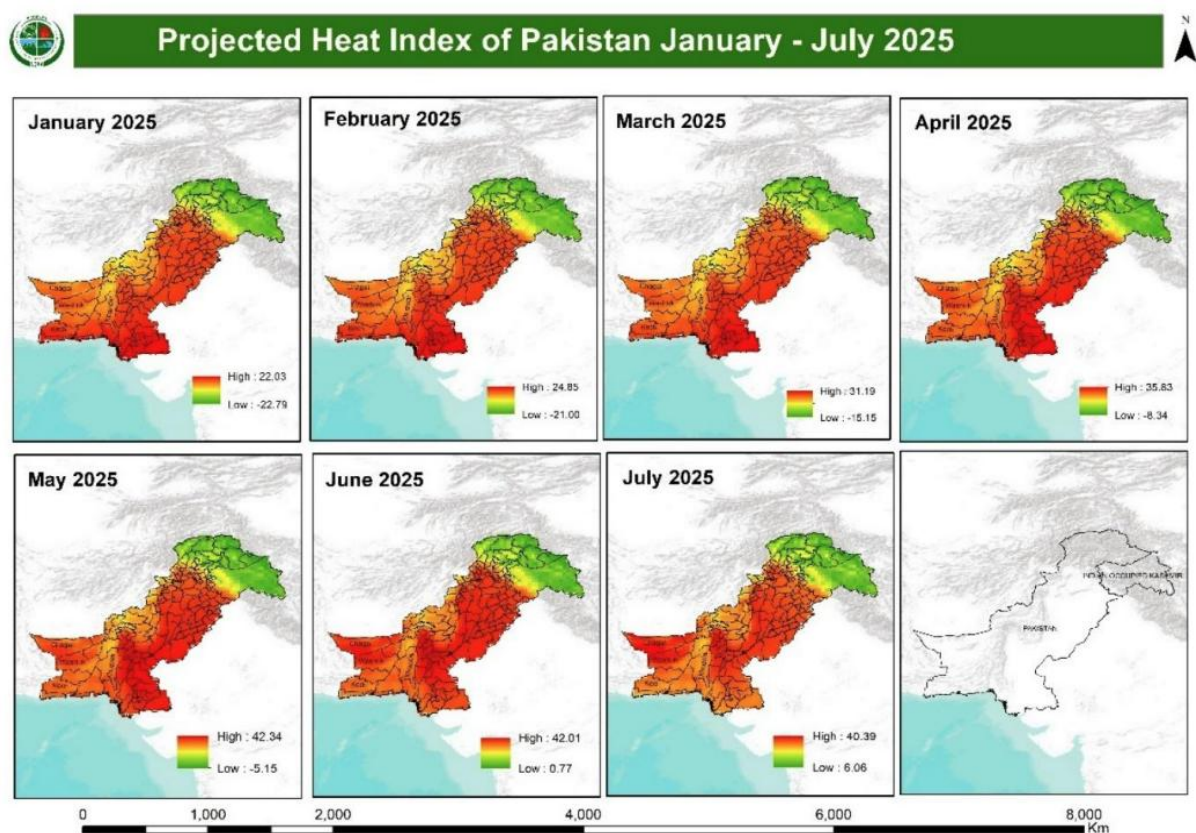 Projected Heat Index of Pakistan January - July 2025
N
January 2025
High : 22.03
Low : -22.79
February 2025
High : 24.85
Low : -21.00
March 2025
High : 31.19
Low : -15.15
April 2025
High : 35.83
Low : -8.34
May 2025
High : 42.34
Low : -5.15
June 2025
High : 42.01
Low : 0.77
July 2025
High : 40.39
Low : 6.06
PAKISTAN
0 1,000 2,000 4,000 6,000 8,000
Km